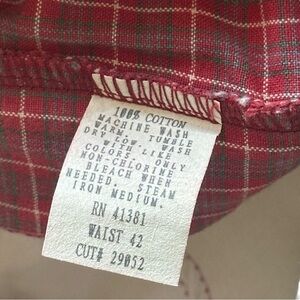 100% COTTON
MACHINE WASH
WARM, TUMBLE
DRY LOW, WASH
WITH LIKE
COLORS, ONLY
NON-CHLORINE
BLEACH WHEN
NEEDED. STEAM
IRON MEDIUM.
RN 41381
WAIST 42
CUT# 29052